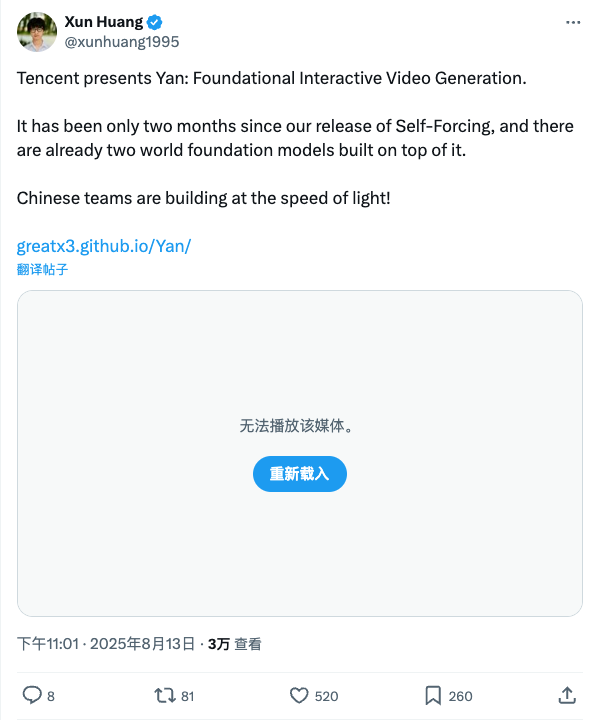 Xun Huang
@xunhuang1995
Tencent presents Yan: Foundational Interactive Video Generation.
It has been only two months since our release of Self-Forcing, and there
are already two world foundation models built on top of it.
Chinese teams are building at the speed of light!
greatx3.github.io/Yan/
翻译帖子
无法播放该媒体。
重新载入
下午11:01 · 2025年8月13日 · 3万 查看
8 81 520 260